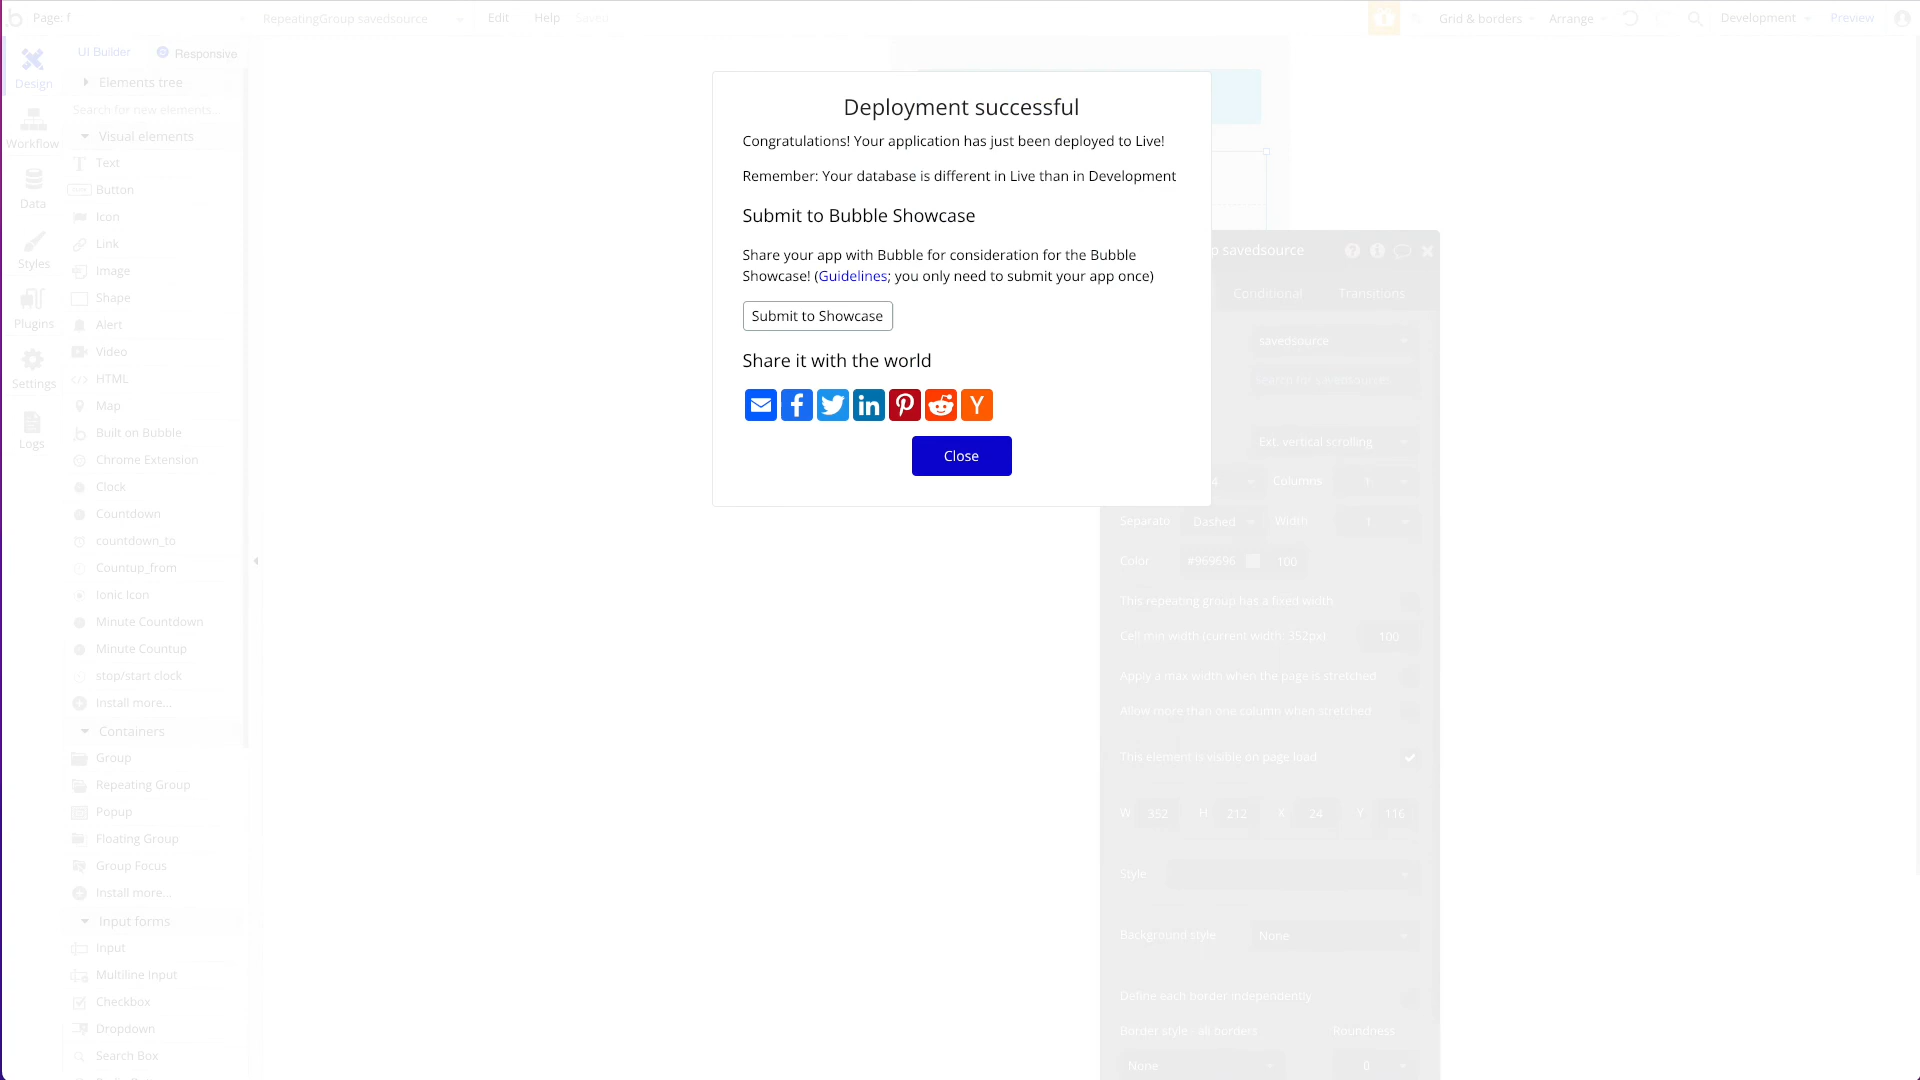 Page: f
RepeatingGroup savedsource
Edit
Help
Saved
Grid & borders
Arrange
Development
Preview
UI Builder
Responsive
Design
Elements tree
Search for new elements...
Visual elements
Workflow
Text
Button
Data
Icon
Link
Styles
Image
Shape
Plugins
Alert
Video
Settings
HTML
Map
Logs
Built on Bubble
Chrome Extension
Clock
Countdown
countdown_to
Countup_from
Ionic Icon
Minute Countdown
Minute Countup
stop/start clock
Install more...
Containers
Group
Repeating Group
Popup
Floating Group
Group Focus
Install more...
Input forms
Input
Multiline Input
Checkbox
Dropdown
Search Box
Deployment successful
Congratulations! Your application has just been deployed to Live!
Remember: Your database is different in Live than in Development
Submit to Bubble Showcase
Share your app with Bubble for consideration for the Bubble
Showcase! (Guidelines; you only need to submit your app once)
Submit to Showcase
Share it with the world
Close
savedsource
Conditional
Transitions
savedsource
Search for savedsources
Ext. vertical scrolling
4
Columns
1
Separato
Dashed
Width
1
Color
#969696
100
This repeating group has a fixed width
Cell min width (current width: 352px)
100
Apply a max width when the page is stretched
Allow more than one column when stretched
This element is visible on page load
W
352
H
212
X
24
Y
116
Style
Background style
None
Define each border independently
Border style - all borders
Roundness
None
0